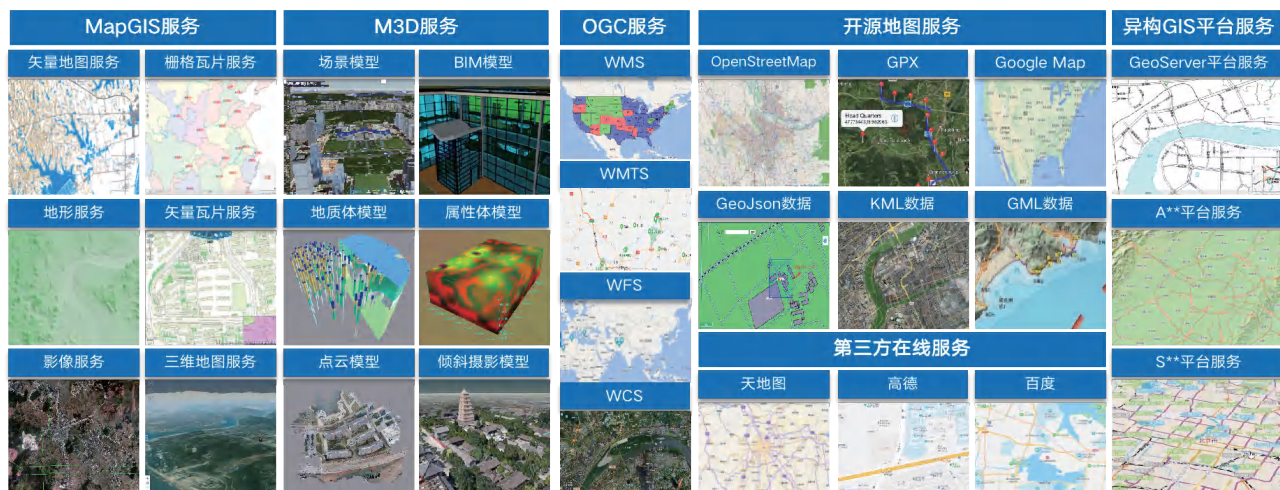 MapGIS服务
M3D服务
OGC服务
开源地图服务
异构GIS平台服务
矢量地图服务
栅格瓦片服务
场景模型
BIM模型
WMS
OpenStreetMap
GPX
Google Map
GeoServer平台服务
Head Quarters
WMTS
地形服务
矢量瓦片服务
地质体模型
属性体模型
GeoJson数据
KML数据
GML数据
A**平台服务
WFS
第三方在线服务
影像服务
三维地图服务
点云模型
倾斜摄影模型
WCS
天地图
高德
百度
S**平台服务